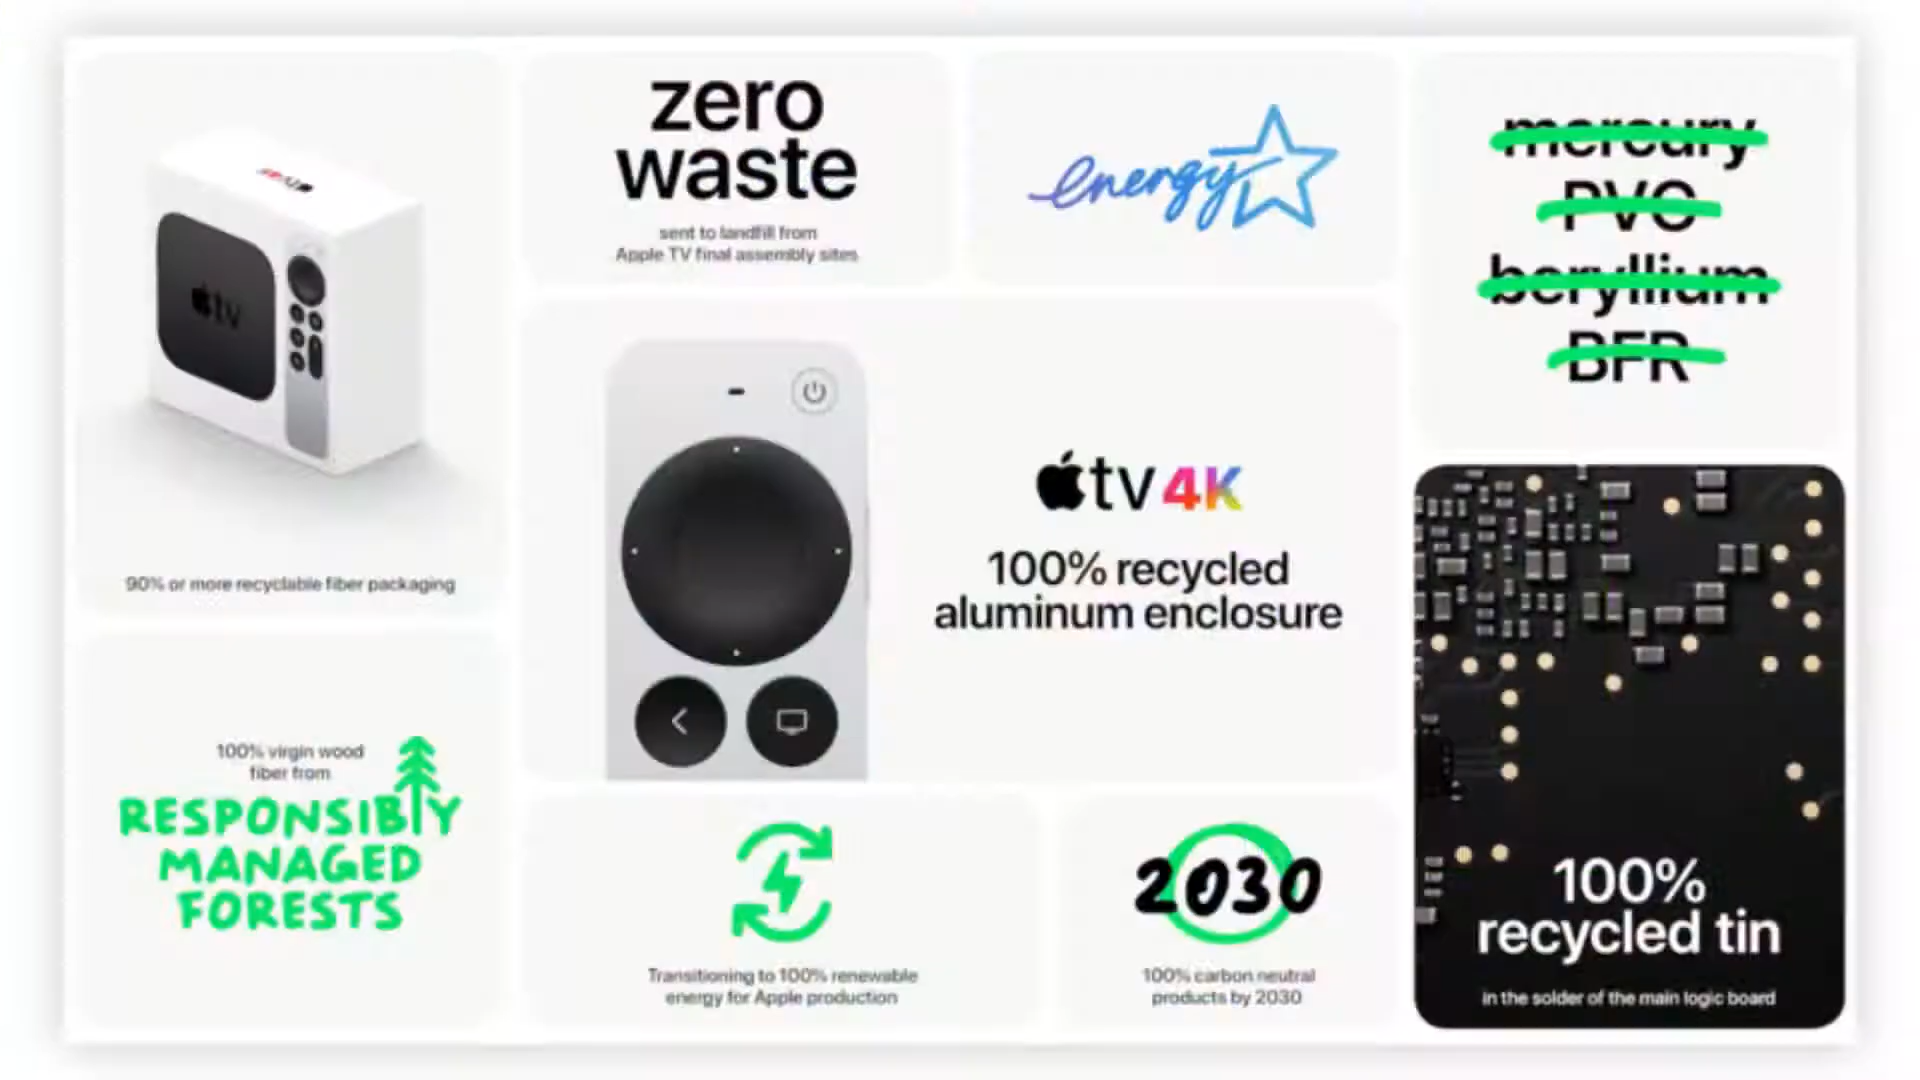 tv 4K
tv
90% or more recyclable fiber packaging
100% virgin wood
fiber from
RESPONSIBLY
MANAGED
FORESTS
zero
waste
sent to landfill from
Apple TV final assembly sites
energy
tv 4K
100% recycled
aluminum enclosure
Transitioning to 100% renewable
energy for Apple production
2030
100% carbon neutral
products by 2030
mercury
PVC
beryllium
BFR
100%
recycled tin
in the solder of the main logic board